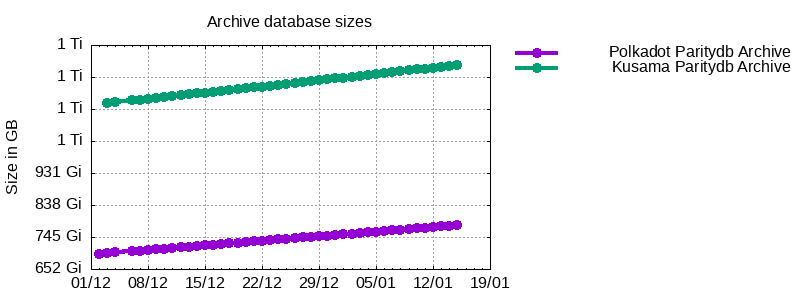 Archive database sizes
Polkadot Paritydb Archive
Kusama Paritydb Archive
Size in GB
1 Ti
1 Ti
1 Ti
1 Ti
931 Gi
838 Gi
745 Gi
652 Gi
01/12 08/12 15/12 22/12 29/12 05/01 12/01 19/01